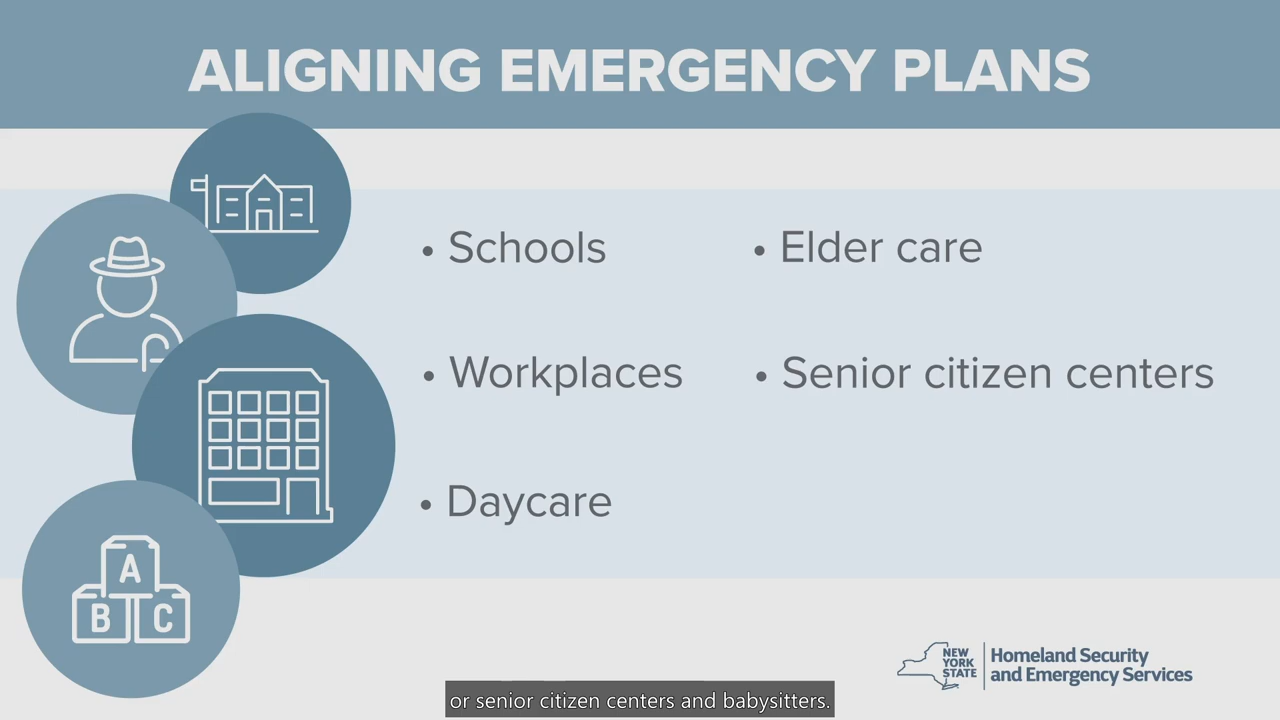 ALIGNING EMERGENCY PLANS
• Schools
• Elder care
• Workplaces
• Senior citizen centers
• Daycare
A
B C
NEW
YORK
STATE
Homeland Security
and Emergency Services
or senior citizen centers and babysitters.